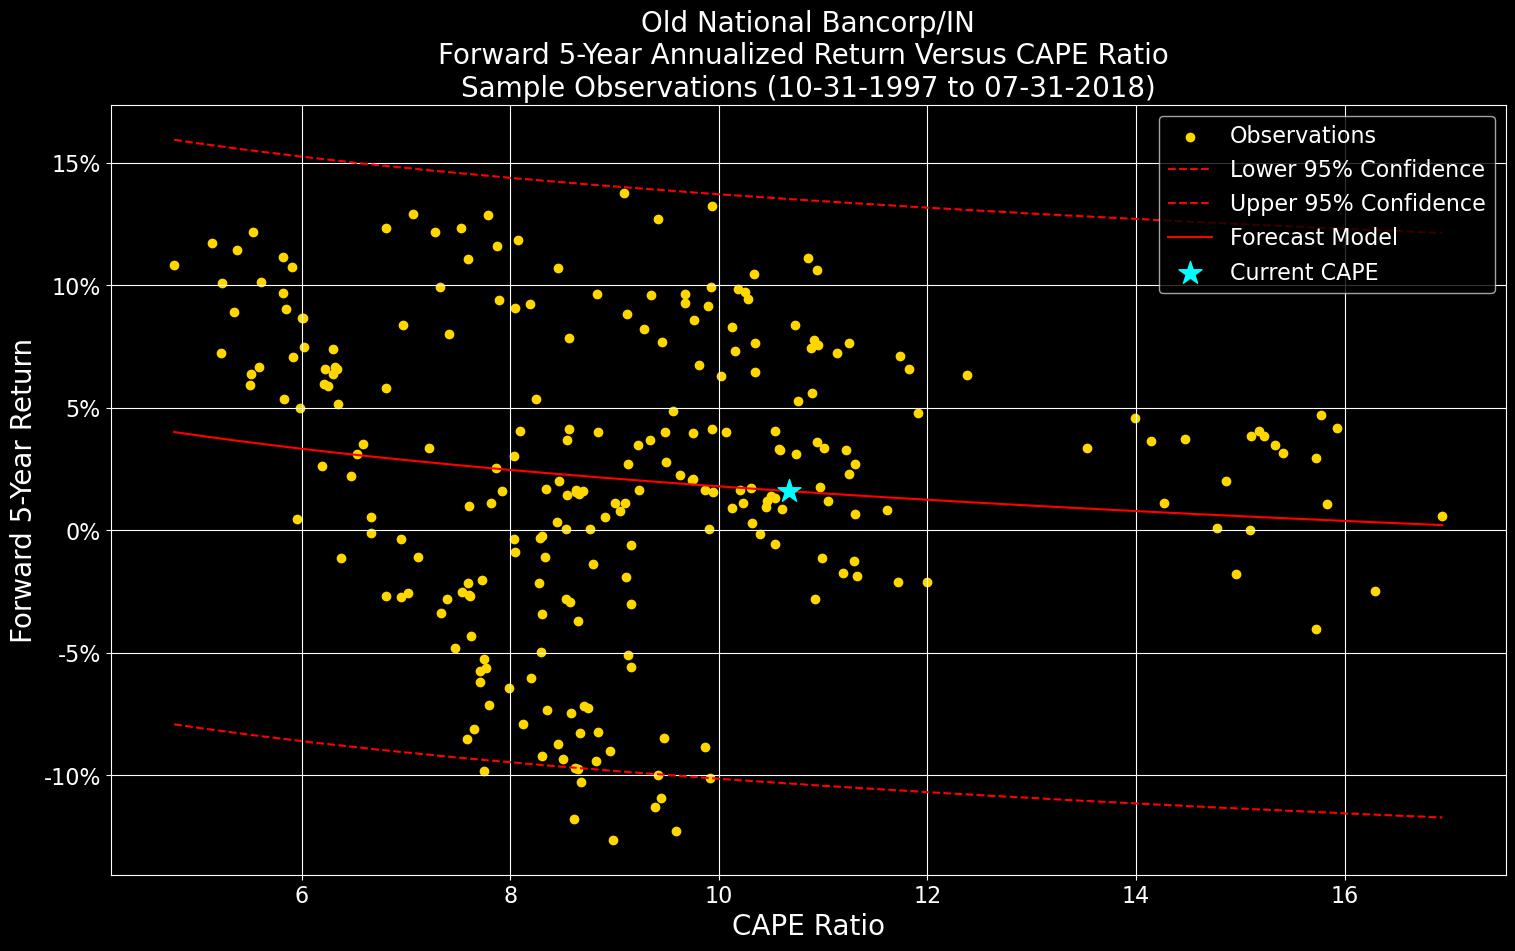 Old National Bancorp/IN
Forward 5-Year Annualized Return Versus CAPE Ratio
Sample Observations (10-31-1997 to 07-31-2018)
Observations
Lower 95% Confidence
Upper 95% Confidence
Forecast Model
Current CAPE
Forward 5-Year Return
15%
10%
5%
0%
-5%
-10%
6 8 10 12 14 16
CAPE Ratio